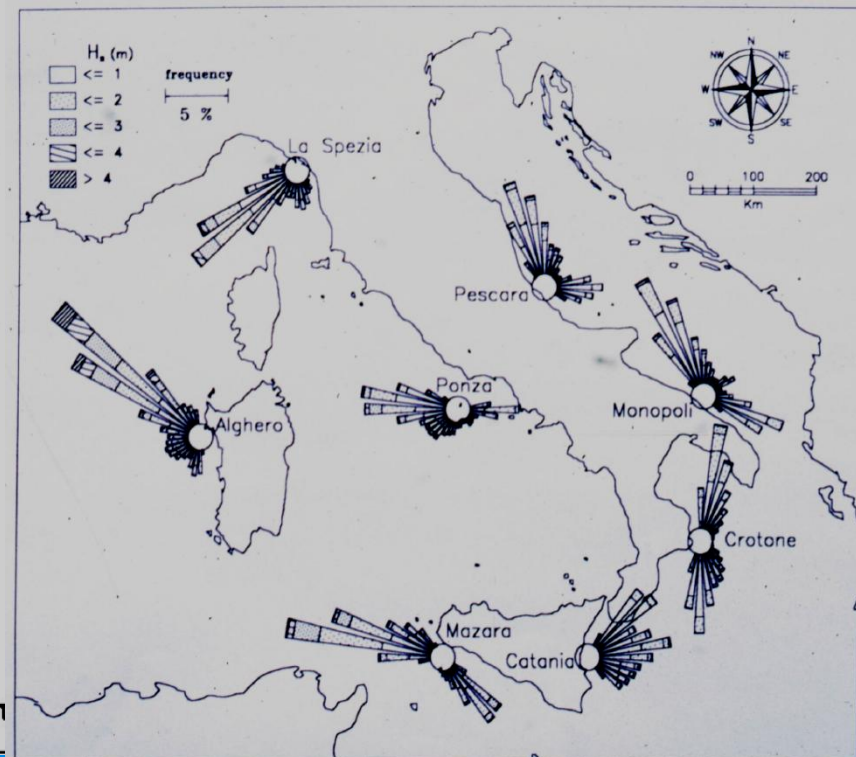 Hs (m)
<= 1
<= 2
<= 3
<= 4
> 4
frequency
5 %
N
NW NE
W E
SW SE
S
0 100 200
Km
La Spezia
Pescara
Ponza
Monopoli
Alghero
Crotone
Mazara
Catania